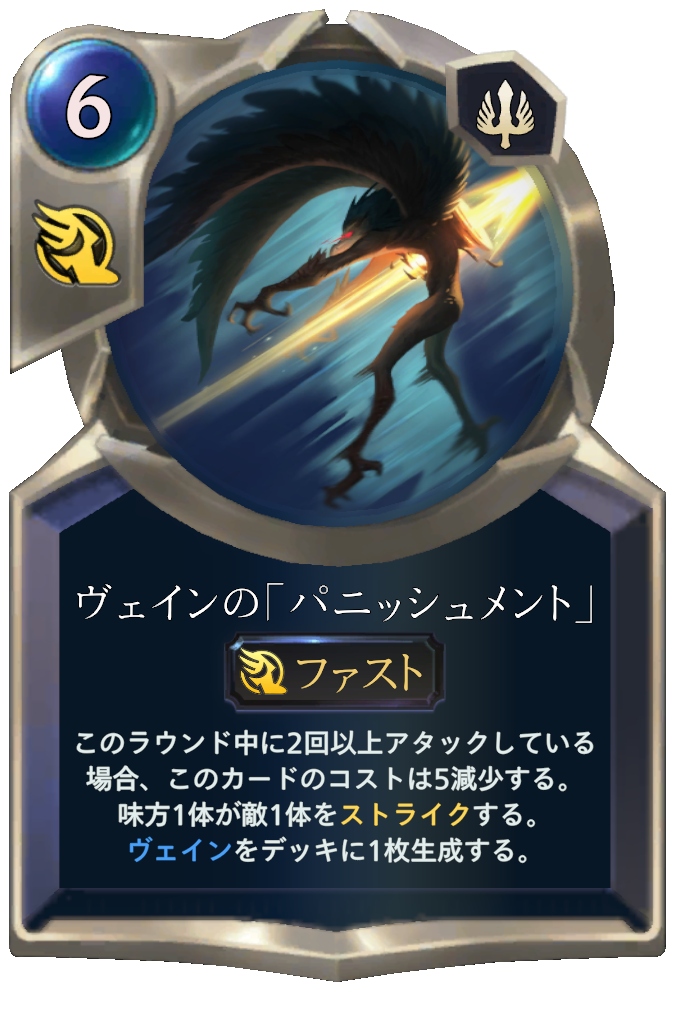 6
ヴェインの「パニッシュメント」
ファスト
このラウンド中に2回以上アタックしている
場合、このカードのコストは5減少する。
味方1体が敵1体をストライクする。
ヴェインをデッキに1枚生成する。